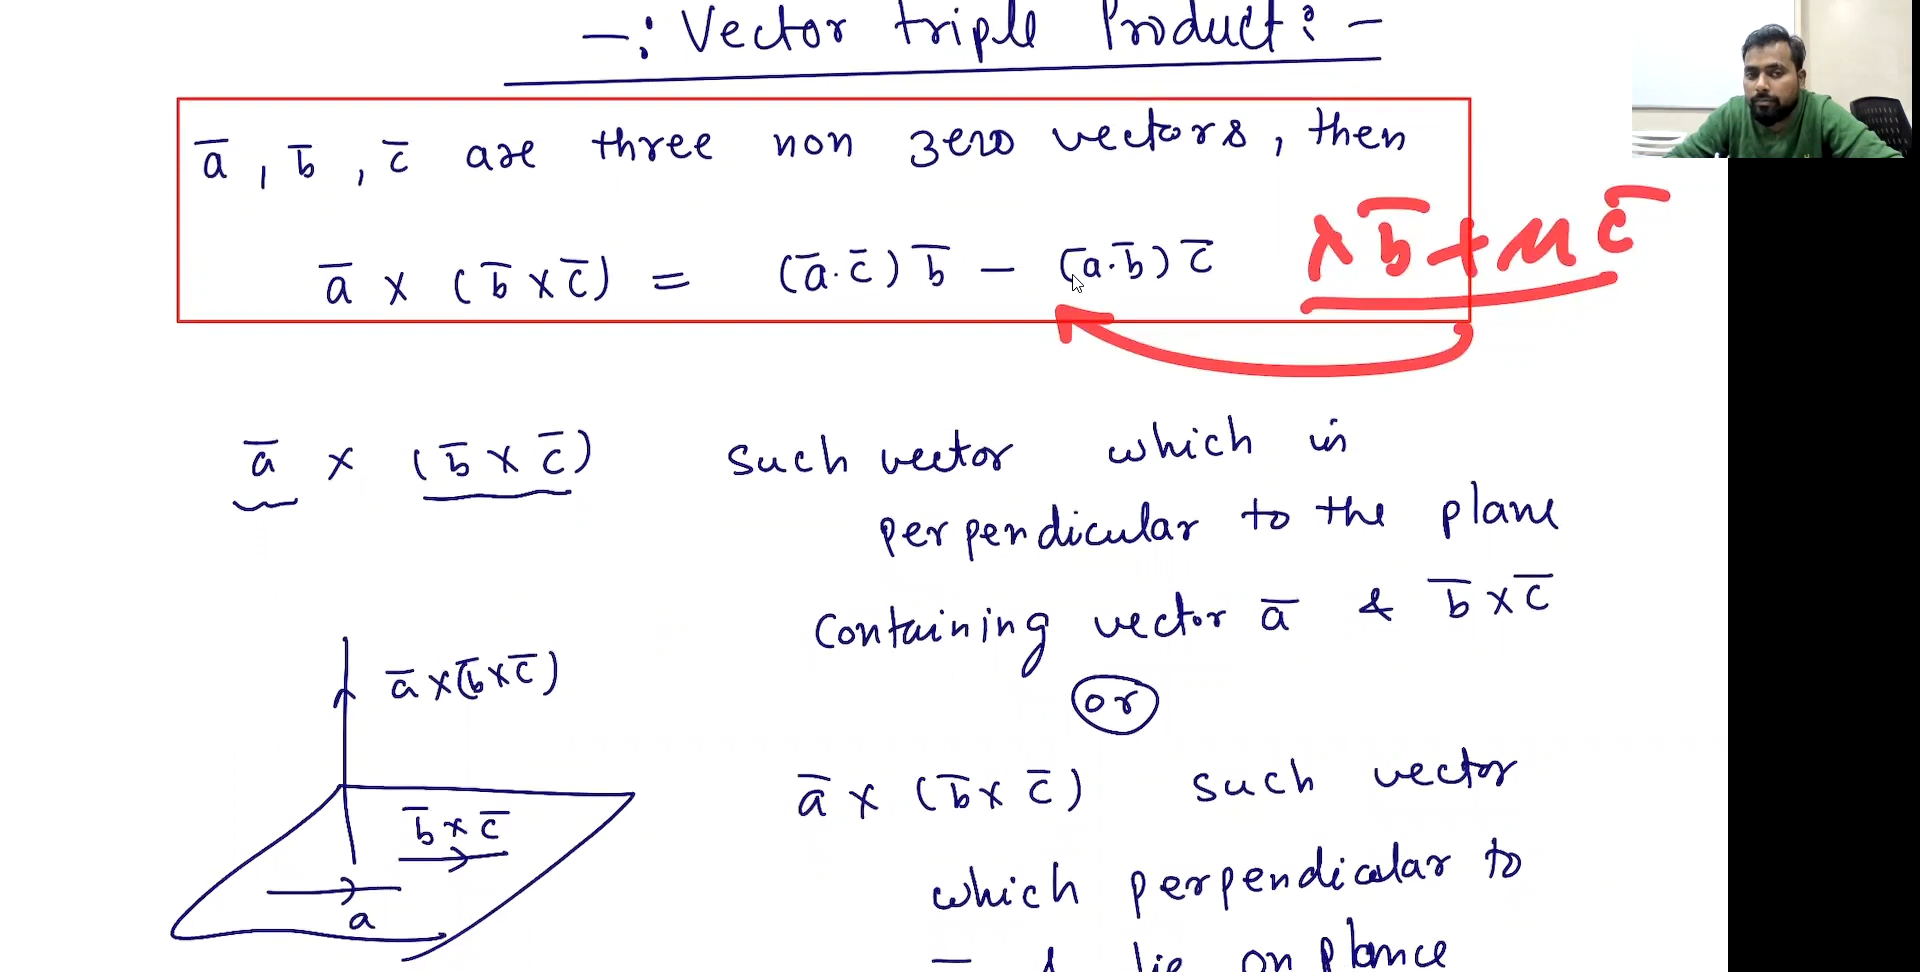 -: Vector triple Product: -
a̅, b̅, c̅ are three non zero vectors, then
a̅ × (b̅ × c̅) = (a̅·c̅) b̅ - (a̅·b̅) c̅
λb̅ + μc̅
a̅ × (b̅ × c̅) such vector which is
perpendicular to the plane
containing vector a̅ & b̅ × c̅
or
a̅ × (b̅ × c̅)
b̅ × c̅
a
a̅ × (b̅ × c̅) such vector
which perpendicular to
lie on plance